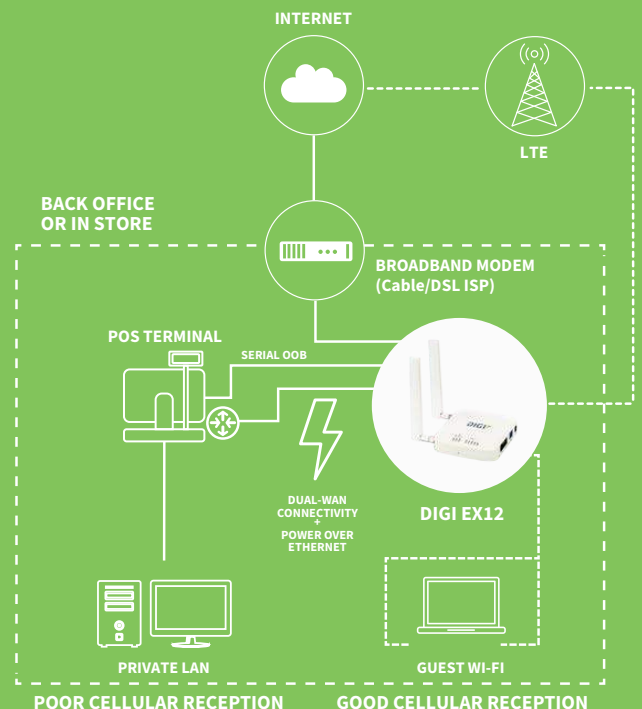 INTERNET
LTE
BACK OFFICE
OR IN STORE
BROADBAND MODEM
(Cable/DSL ISP)
POS TERMINAL
SERIAL OOB
DIGI
DUAL-WAN
CONNECTIVITY
+
POWER OVER
ETHERNET
DIGI EX12
PRIVATE LAN
GUEST WI-FI
POOR CELLULAR RECEPTION
GOOD CELLULAR RECEPTION